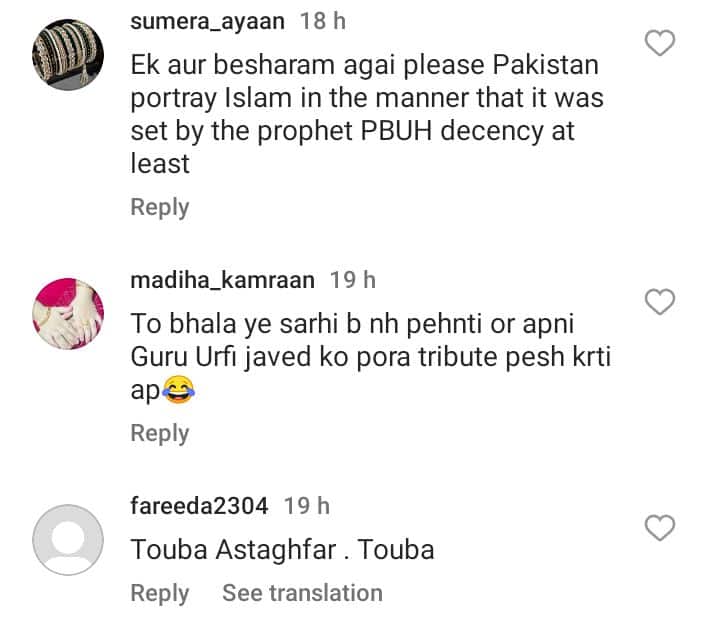 sumera_ayaan 18 h
Ek aur besharam agai please Pakistan
portray Islam in the manner that it was
set by the prophet PBUH decency at
least
Reply
madiha_kamraan 19 h
To bhala ye sarhi b nh pehnti or apni
Guru Urfi javed ko pora tribute pesh krti
ap😂
Reply
fareeda2304 19 h
Touba Astaghfar . Touba
Reply See translation